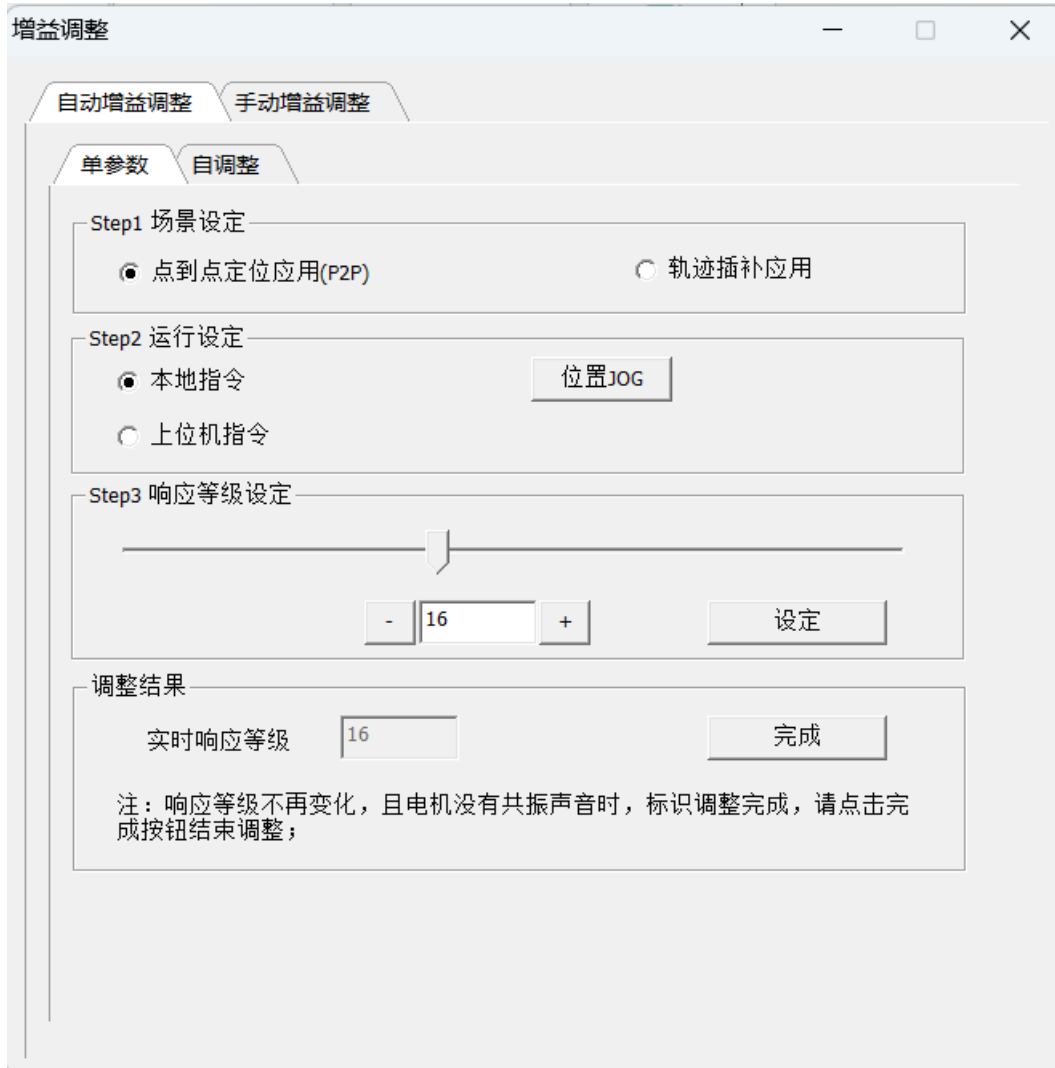 增益调整
自动增益调整 手动增益调整
单参数 自调整
Step1 场景设定
点到点定位应用(P2P) 轨迹插补应用
Step2 运行设定
本地指令 位置JOG
上位机指令
Step3 响应等级设定
- 16 + 设定
调整结果
实时响应等级 16 完成
注：响应等级不再变化，且电机没有共振声音时，标识调整完成，请点击完
成按钮结束调整；